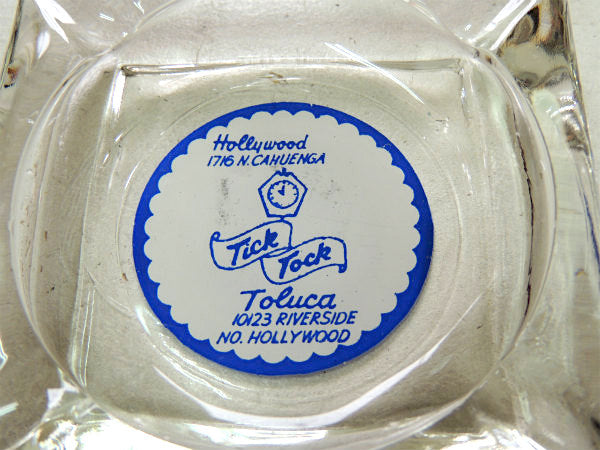 Hollywood
1716 N. CAHUENGA
Tick
Tock
Toluca
10123 RIVERSIDE
NO. HOLLYWOOD